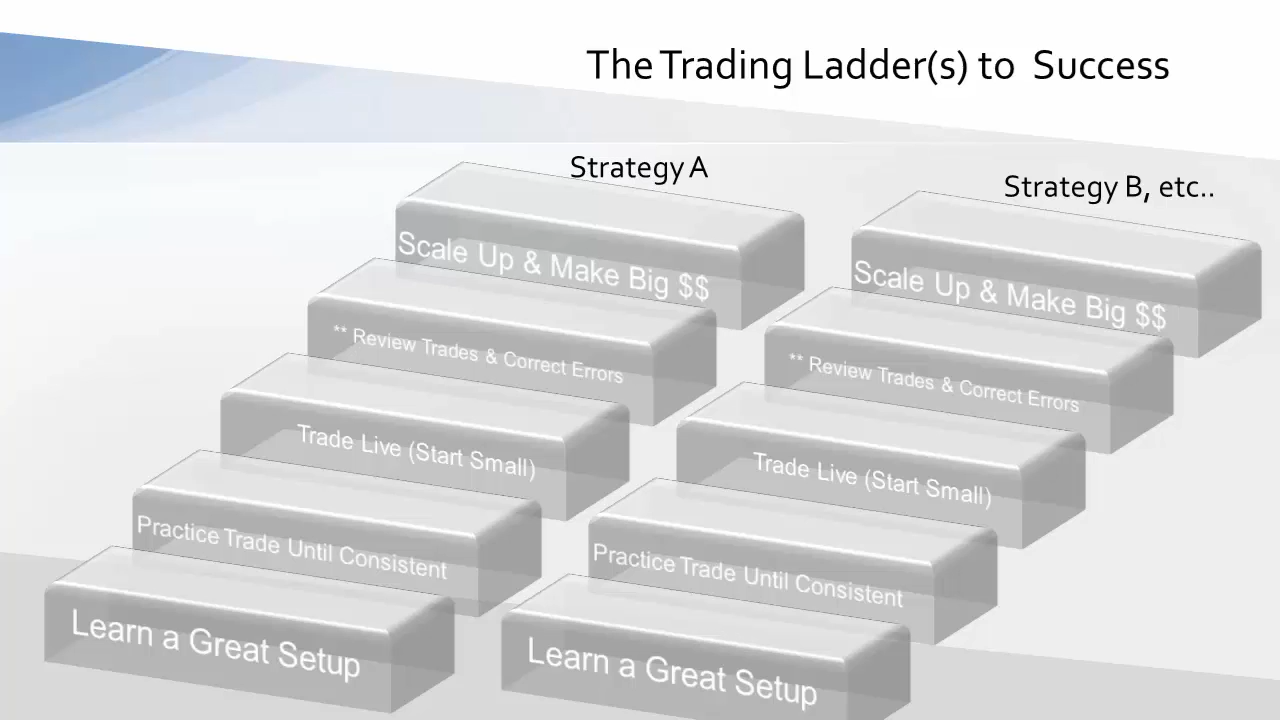 The Trading Ladder(s) to Success
Strategy A
Scale Up & Make Big $$
** Review Trades & Correct Errors
Trade Live (Start Small)
Practice Trade Until Consistent
Learn a Great Setup
Strategy B, etc..
Scale Up & Make Big $$
** Review Trades & Correct Errors
Trade Live (Start Small)
Practice Trade Until Consistent
Learn a Great Setup